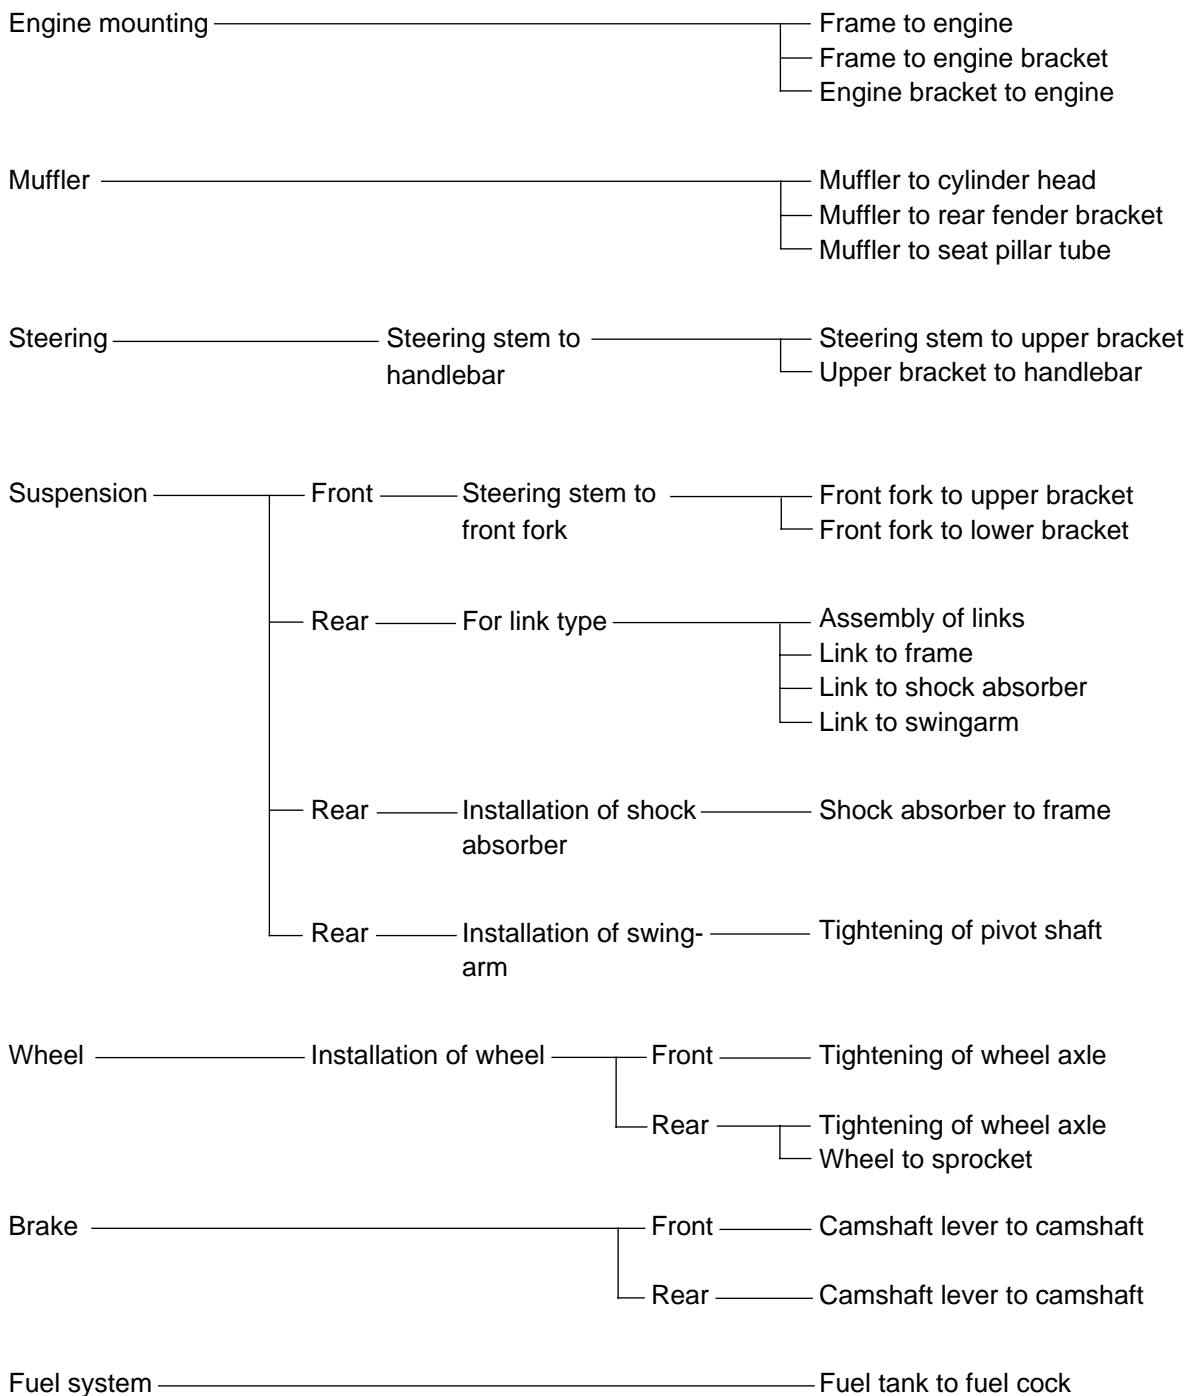 Engine mounting Frame to engine
Frame to engine bracket
Engine bracket to engine
Muffler Muffler to cylinder head
Muffler to rear fender bracket
Muffler to seat pillar tube
Steering Steering stem to handlebar Steering stem to upper bracket
Upper bracket to handlebar
Suspension Front Steering stem to front fork Front fork to upper bracket
Front fork to lower bracket
Rear For link type Assembly of links
Link to frame
Link to shock absorber
Link to swingarm
Rear Installation of shock absorber Shock absorber to frame
Rear Installation of swing-
arm Tightening of pivot shaft
Wheel Installation of wheel Front Tightening of wheel axle
Rear Tightening of wheel axle
Wheel to sprocket
Brake Front Camshaft lever to camshaft
Rear Camshaft lever to camshaft
Fuel system Fuel tank to fuel cock